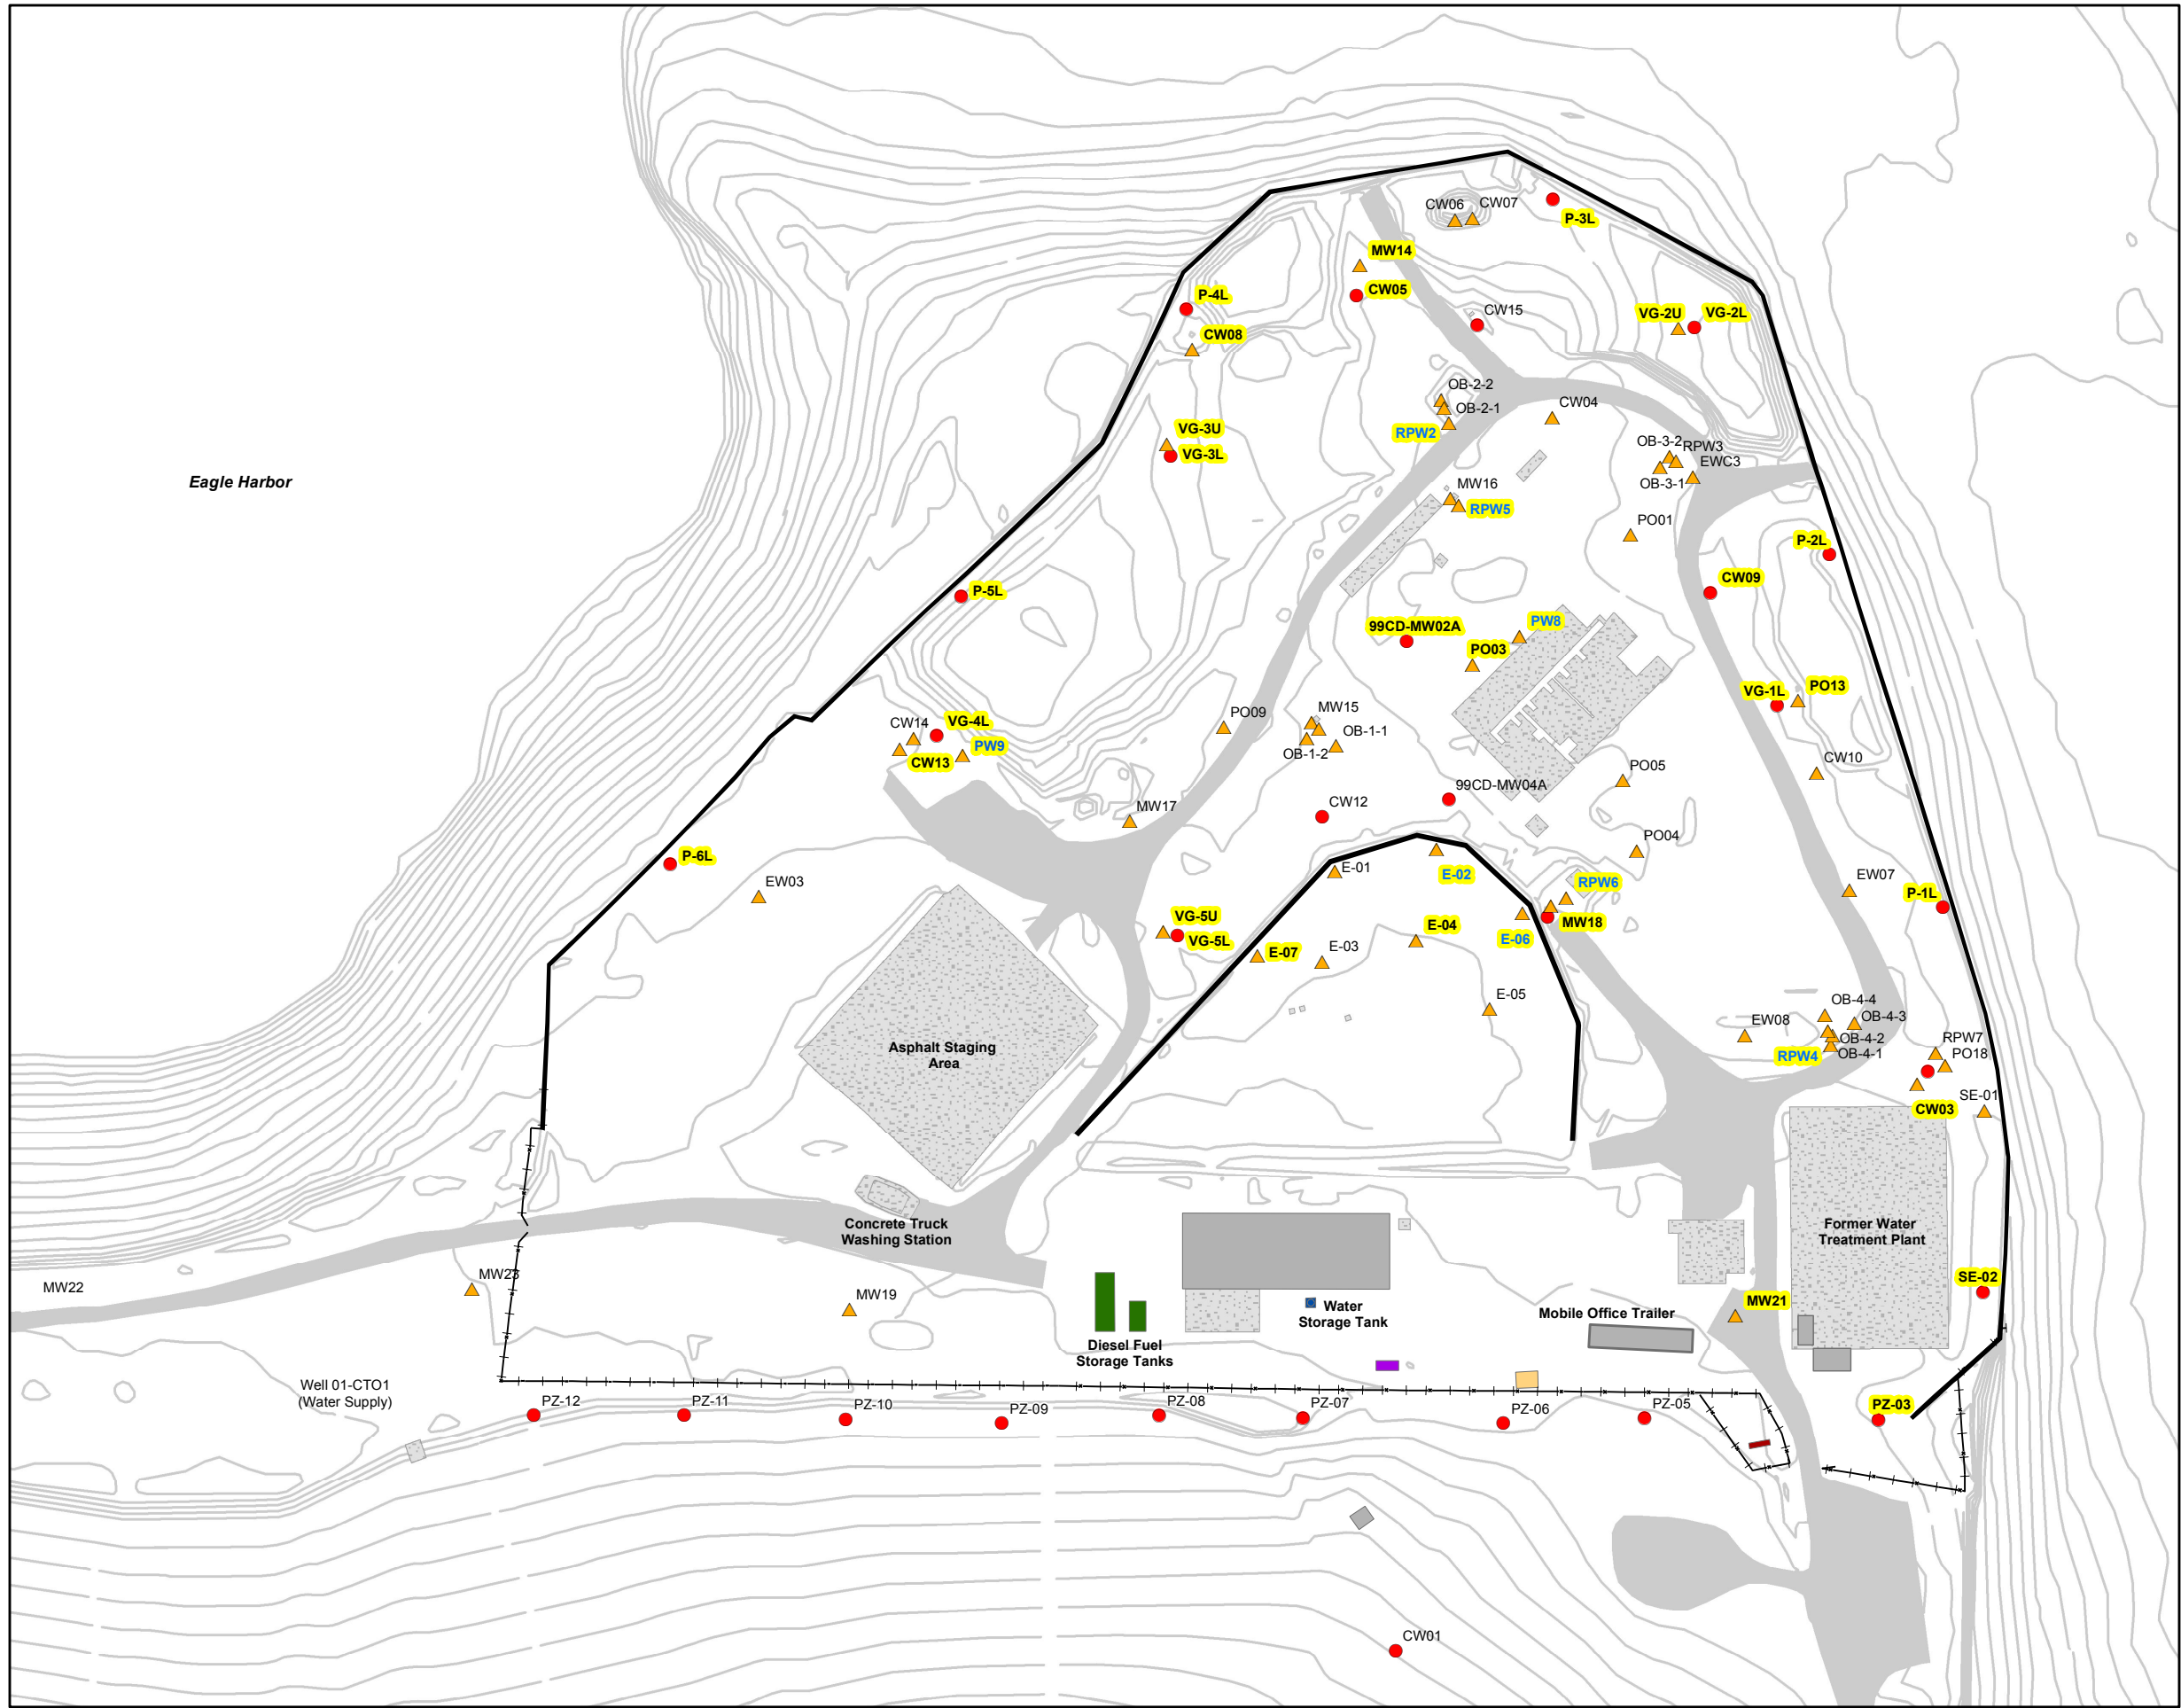 CW06
CW07
P-3L
MW14
CW05
P-4L
CW15
VG-2U
VG-2L
CW08
OB-2-2
OB-2-1
CW04
VG-3U
RPW2
VG-3L
OB-3-2
RPW3
EWC3
OB-3-1
Eagle Harbor
MW16
RPW5
PO01
P-2L
CW09
P-5L
99CD-MW02A
PW8
PO03
VG-1L
PO13
CW14
VG-4L
PO09
MW15
OB-1-1
PW9
OB-1-2
CW13
CW10
PO05
99CD-MW04A
MW17
CW12
PO04
P-6L
E-01
E-02
EW03
RPW6
EW07
P-1L
VG-5U
VG-5L
E-07
E-03
E-04
E-06
MW18
E-05
OB-4-4
OB-4-3
EW08
OB-4-2
RPW4
OB-4-1
RPW7
PO18
Asphalt Staging
Area
SE-01
CW03
Concrete Truck
Washing Station
Former Water
Treatment Plant
MW22
MW23
MW19
SE-02
Water
Storage Tank
Mobile Office Trailer
MW21
Diesel Fuel
Storage Tanks
Well 01-CTO1
(Water Supply)
PZ-12
PZ-11
PZ-10
PZ-09
PZ-08
PZ-07
PZ-06
PZ-05
PZ-03
CW01